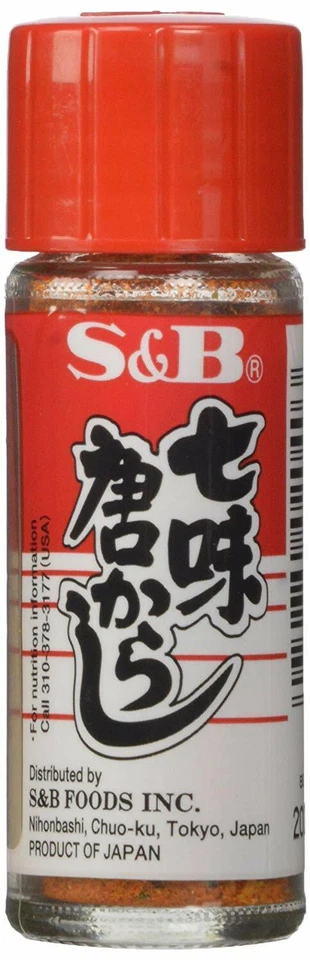 S&B®
七味
唐からし
·For nutrition information
Call 310-378-3177 (USA)
Distributed by
S&B FOODS INC.
Nihonbashi, Chuo-ku, Tokyo, Japan
PRODUCT OF JAPAN